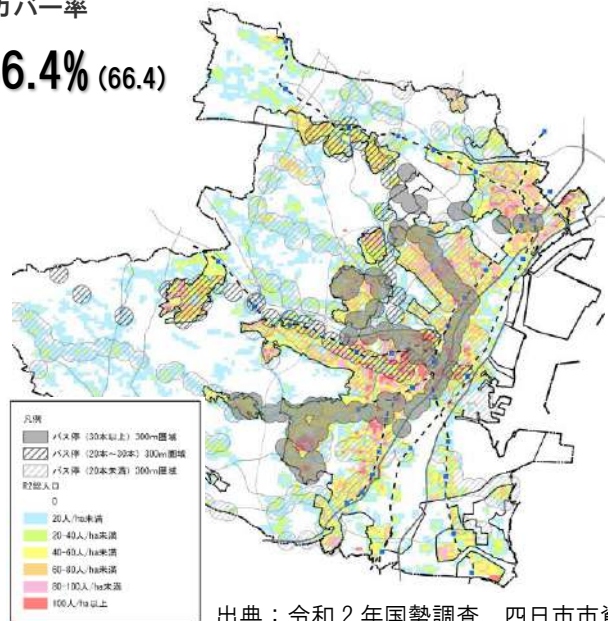 カバー率
6.4% (66.4)
凡例
バス停（30本以上）300m圏域
バス停（20本～30本）300m圏域
バス停（20本未満）300m圏域
R2総人口
0
20人/ha未満
20-40人/ha未満
40-60人/ha未満
60-80人/ha未満
80-100人/ha未満
100人/ha以上
出典：令和２年国勢調査、四日市市資